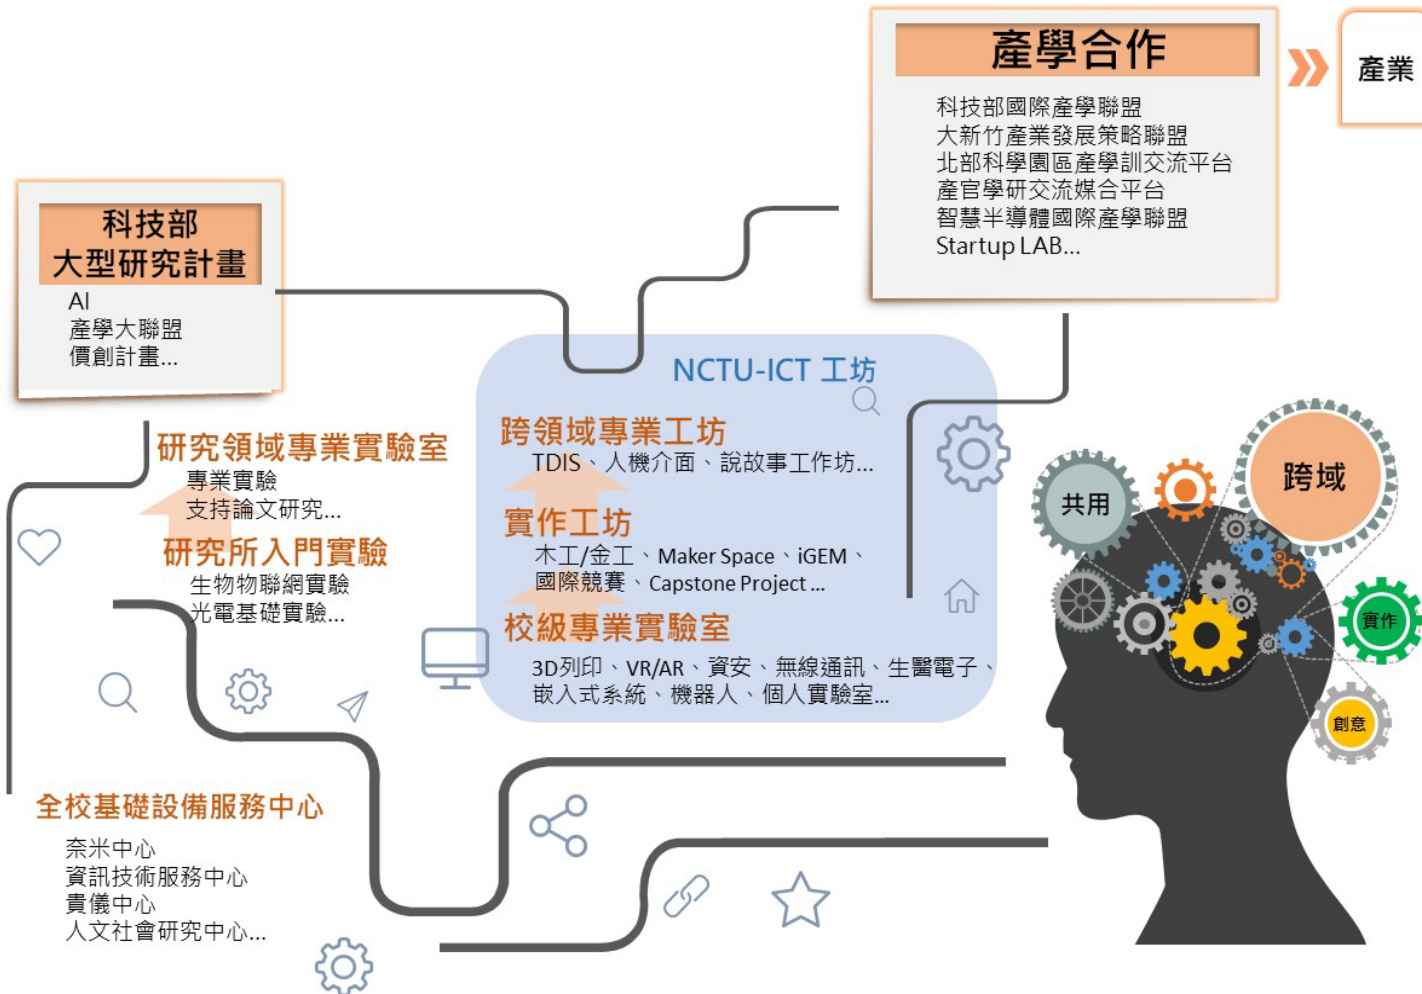 產學合作
科技部國際產學聯盟
大新竹產業發展策略聯盟
北部科學園區產學訓交流平台
產官學研交流媒合平台
智慧半導體國際產學聯盟
Startup LAB...
產業
科技部
大型研究計畫
AI
產學大聯盟
價創計畫...
NCTU-ICT 工坊
跨領域專業工坊
TDIS、人機介面、說故事工作坊...
實作工坊
木工/金工、Maker Space、iGEM、
國際競賽、Capstone Project ...
校級專業實驗室
3D列印、VR/AR、資安、無線通訊、生醫電子、
嵌入式系統、機器人、個人實驗室...
研究領域專業實驗室
專業實驗
支持論文研究...
研究所入門實驗
生物物聯網實驗
光電基礎實驗...
全校基礎設備服務中心
奈米中心
資訊技術服務中心
貴儀中心
人文社會研究中心...
共用
跨域
實作
創意